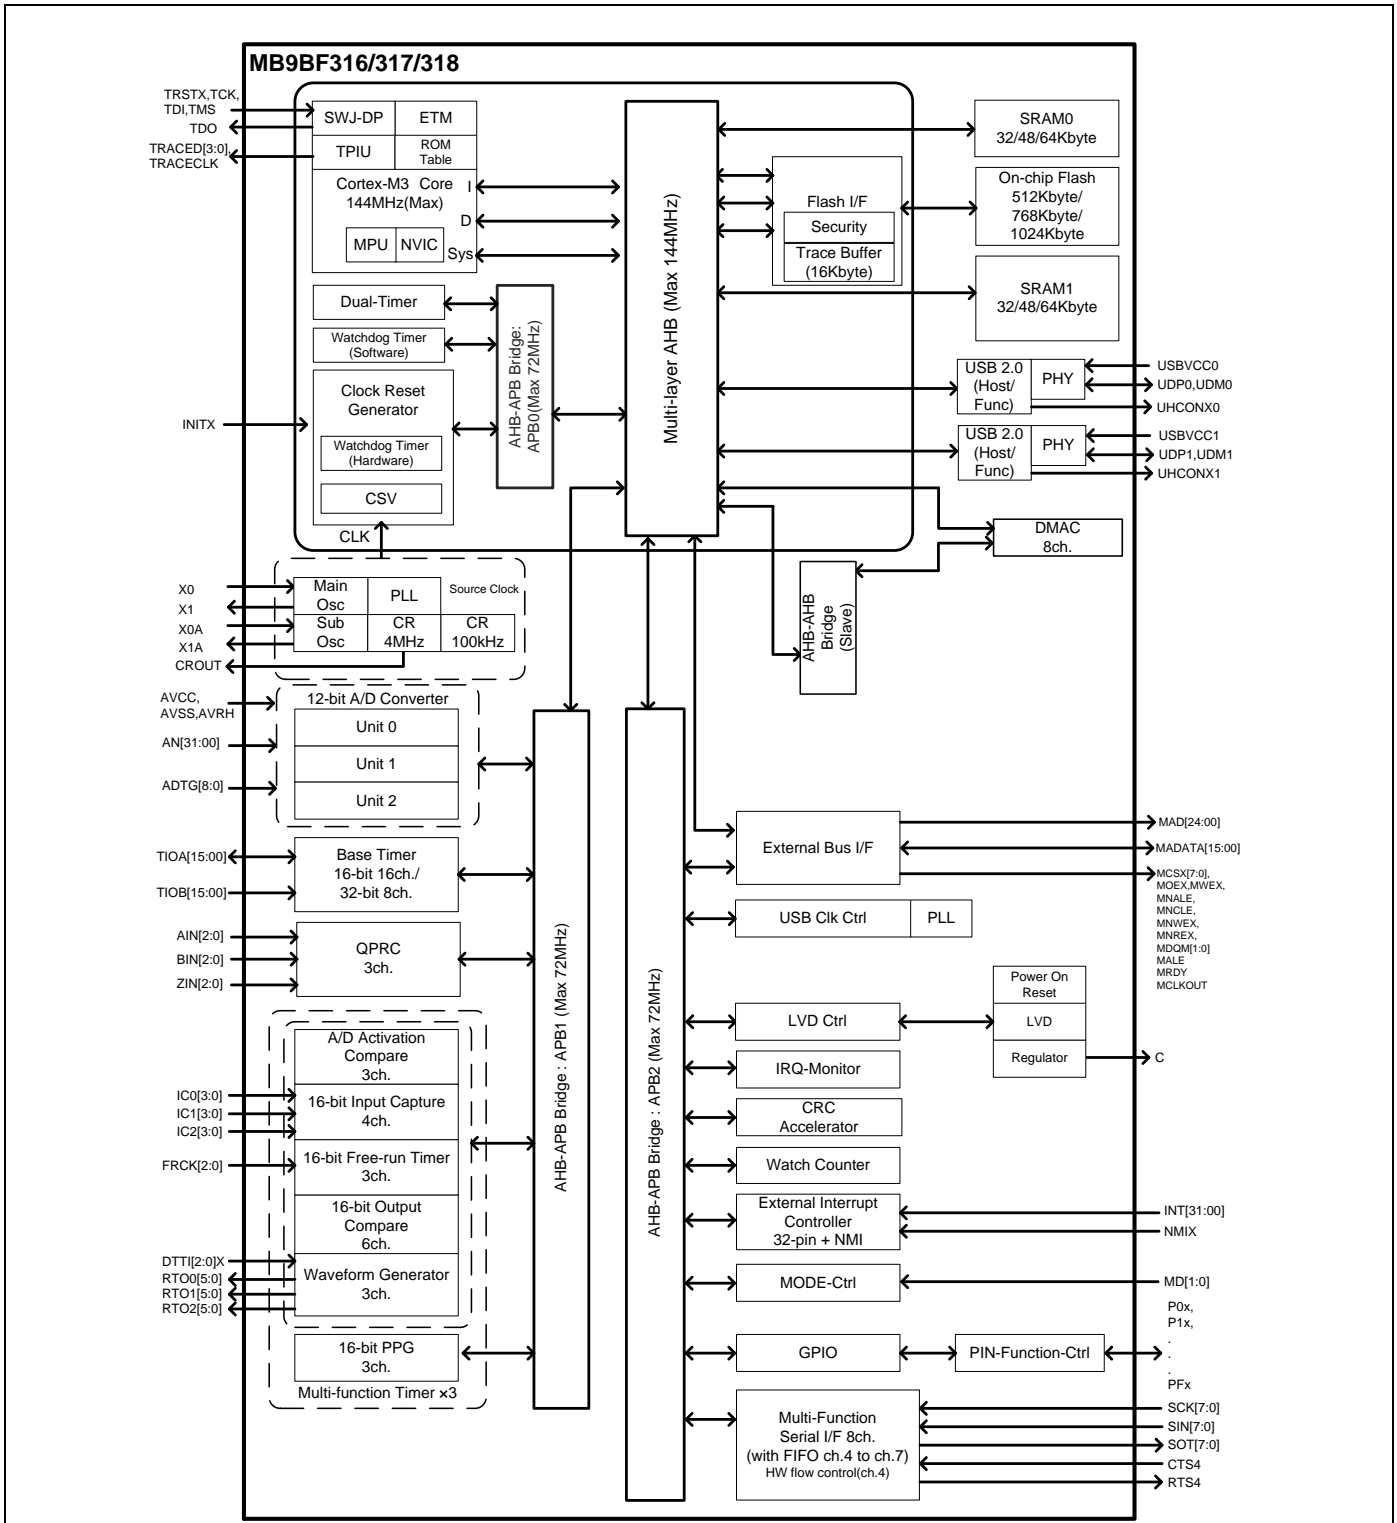 MB9BF316/317/318
TRSTX,TCK,
TDI,TMS
TDO
TRACED[3:0],
TRACECLK
SWJ-DP
ETM
TPIU
ROM
Table
Cortex-M3 Core
144MHz(Max)
I
D
Sys
MPU
NVIC
Dual-Timer
Watchdog Timer
(Software)
Clock Reset
Generator
Watchdog Timer
(Hardware)
CSV
CLK
INITX
AHB-APB Bridge:
APB0(Max 72MHz)
Multi-layer AHB (Max 144MHz)
Flash I/F
Security
Trace Buffer
(16Kbyte)
SRAM0
32/48/64Kbyte
On-chip Flash
512Kbyte/
768Kbyte/
1024Kbyte
SRAM1
32/48/64Kbyte
USB 2.0
(Host/
Func)
PHY
USBVCC0
UDP0,UDM0
UHCONX0
USB 2.0
(Host/
Func)
PHY
USBVCC1
UDP1,UDM1
UHCONX1
DMAC
8ch.
AHB-AHB
Bridge
(Slave)
X0
X1
X0A
X1A
CROUT
Main
Osc
PLL
Source Clock
Sub
Osc
CR
4MHz
CR
100kHz
AVCC,
AVSS,AVRH
AN[31:00]
ADTG[8:0]
12-bit A/D Converter
Unit 0
Unit 1
Unit 2
TIOA[15:00]
TIOB[15:00]
Base Timer
16-bit 16ch./
32-bit 8ch.
AIN[2:0]
BIN[2:0]
ZIN[2:0]
QPRC
3ch.
A/D Activation
Compare
3ch.
IC0[3:0]
IC1[3:0]
IC2[3:0]
16-bit Input Capture
4ch.
FRCK[2:0]
16-bit Free-run Timer
3ch.
16-bit Output
Compare
6ch.
DTTI[2:0]X
RTO0[5:0]
RTO1[5:0]
RTO2[5:0]
Waveform Generator
3ch.
16-bit PPG
3ch.
Multi-function Timer ×3
AHB-APB Bridge : APB1 (Max 72MHz)
AHB-APB Bridge : APB2 (Max 72MHz)
External Bus I/F
MAD[24:00]
MADATA[15:00]
MCSX[7:0],
MOEX,MWEX,
MNALE,
MNCLE,
MNWEX,
MNREX,
MDQM[1:0]
MALE
MRDY
MCLKOUT
USB Clk Ctrl
PLL
LVD Ctrl
Power On
Reset
LVD
Regulator
C
IRQ-Monitor
CRC
Accelerator
Watch Counter
External Interrupt
Controller
32-pin + NMI
INT[31:00]
NMIX
MODE-Ctrl
MD[1:0]
GPIO
PIN-Function-Ctrl
P0x,
P1x,
.
.
.
PFx
Multi-Function
Serial I/F 8ch.
(with FIFO ch.4 to ch.7)
HW flow control(ch.4)
SCK[7:0]
SIN[7:0]
SOT[7:0]
CTS4
RTS4